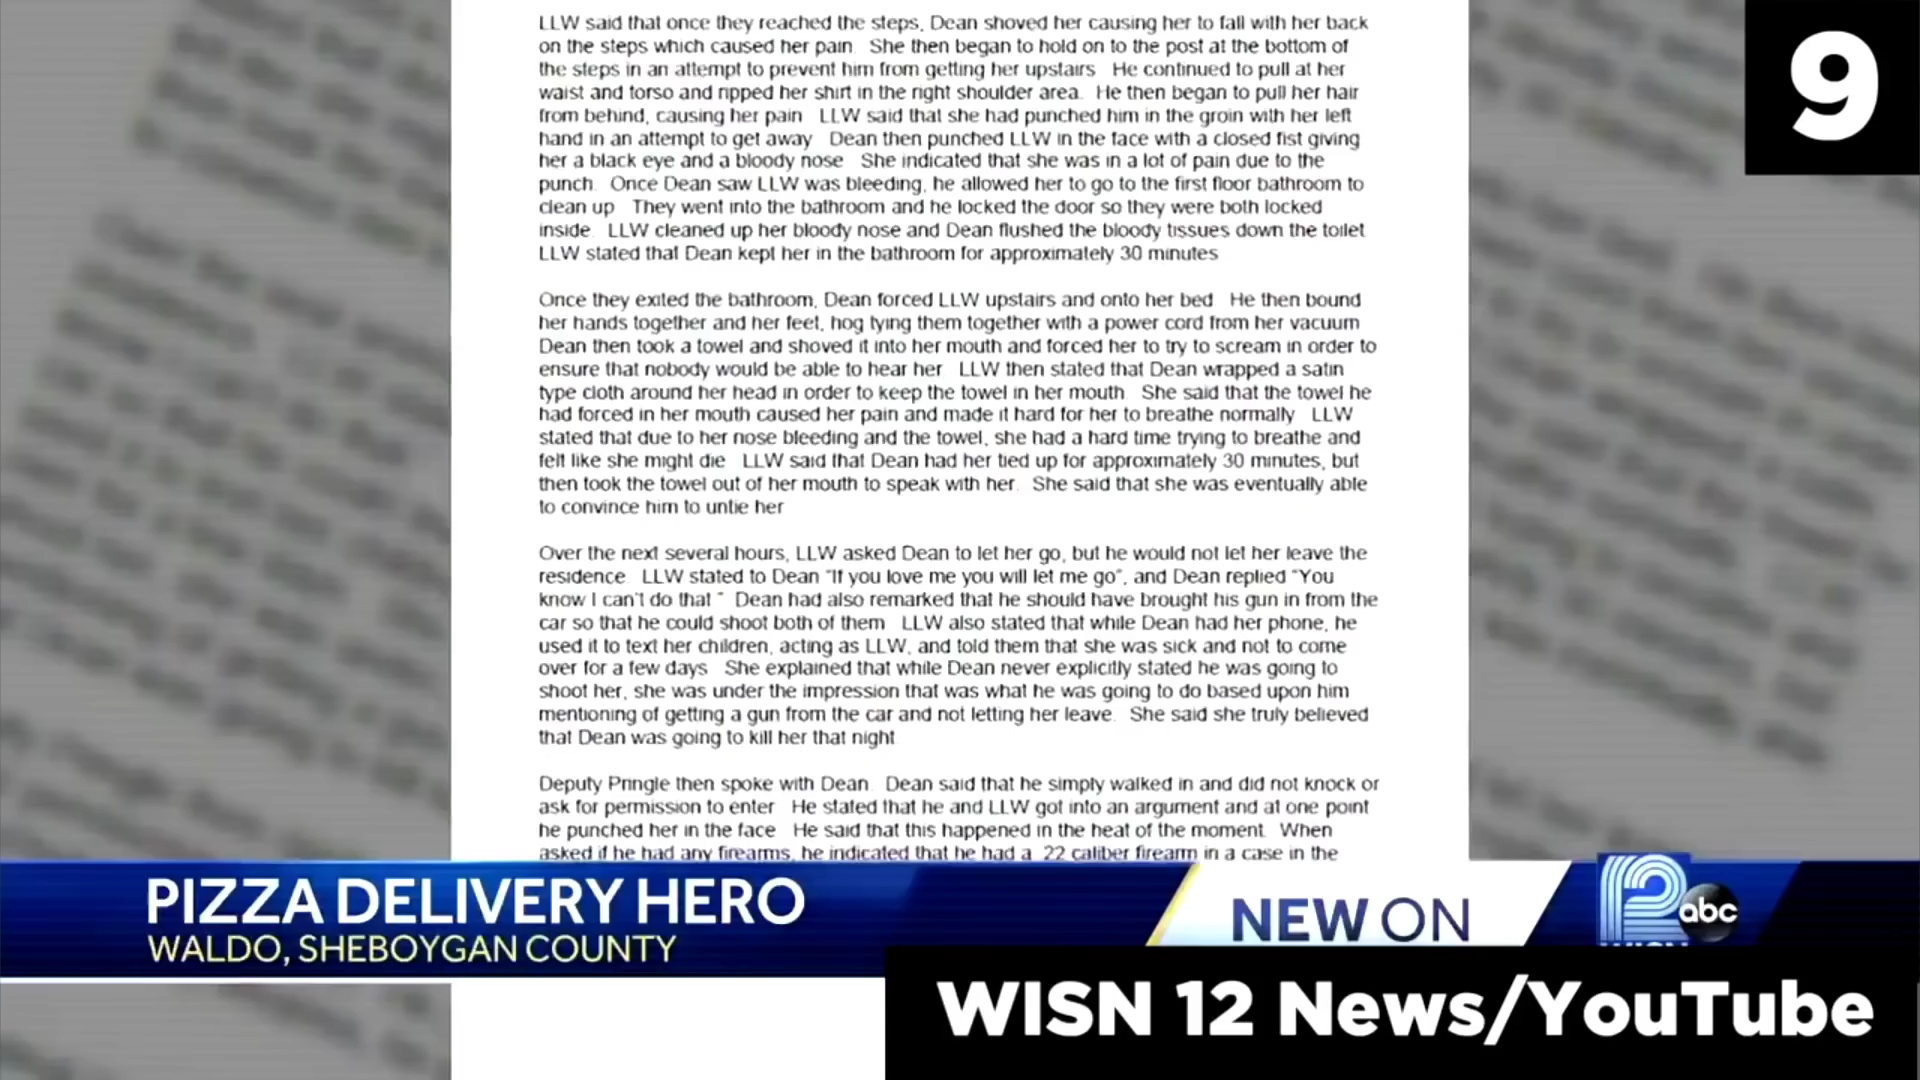 LLW said that once they reached the steps, Dean shoved her causing her to fall with her back
on the steps which caused her pain She then began to hold on to the post at the bottom of
the steps in an attempt to prevent him from getting her upstairs He continued to pull at her
waist and torso and ripped her shirt in the right shoulder area. He then began to pull her hair
from behind, causing her pain LLW said that she had punched him in the groin with her left
hand in an attempt to get away Dean then punched LLW in the face with a closed fist giving
her a black eye and a bloody nose She indicated that she was in a lot of pain due to the
punch. Once Dean saw LLW was bleeding, he allowed her to go to the first floor bathroom to
clean up They went into the bathroom and he locked the door so they were both locked
inside. LLW cleaned up her bloody nose and Dean flushed the bloody tissues down the toilet
LLW stated that Dean kept her in the bathroom for approximately 30 minutes
Once they exited the bathroom, Dean forced LLW upstairs and onto her bed He then bound
her hands together and her feet, hog tying them together with a power cord from her vacuum
Dean then took a towel and shoved it into her mouth and forced her to try to scream in order to
ensure that nobody would be able to hear her LLW then stated that Dean wrapped a satin
type cloth around her head in order to keep the towel in her mouth She said that the towel he
had forced in her mouth caused her pain and made it hard for her to breathe normally LLW
stated that due to her nose bleeding and the towel, she had a hard time trying to breathe and
felt like she might die LLW said that Dean had her tied up for approximately 30 minutes, but
then took the towel out of her mouth to speak with her. She said that she was eventually able
to convince him to untie her
Over the next several hours, LLW asked Dean to let her go, but he would not let her leave the
residence LLW stated to Dean "If you love me you will let me go", and Dean replied "You
know I can't do that " Dean had also remarked that he should have brought his gun in from the
car so that he could shoot both of them LLW also stated that while Dean had her phone, he
used it to text her children, acting as LLW, and told them that she was sick and not to come
over for a few days She explained that while Dean never explicitly stated he was going to
shoot her, she was under the impression that was what he was going to do based upon him
mentioning of getting a gun from the car and not letting her leave. She said she truly believed
that Dean was going to kill her that night
Deputy Pringle then spoke with Dean. Dean said that he simply walked in and did not knock or
ask for permission to enter He stated that he and LLW got into an argument and at one point
he punched her in the face He said that this happened in the heat of the moment. When
asked if he had any firearms, he indicated that he had a .22 caliber firearm in a case in the
9
PIZZA DELIVERY HERO
WALDO, SHEBOYGAN COUNTY
NEW ON
12 abc
WISN
WISN 12 News/YouTube